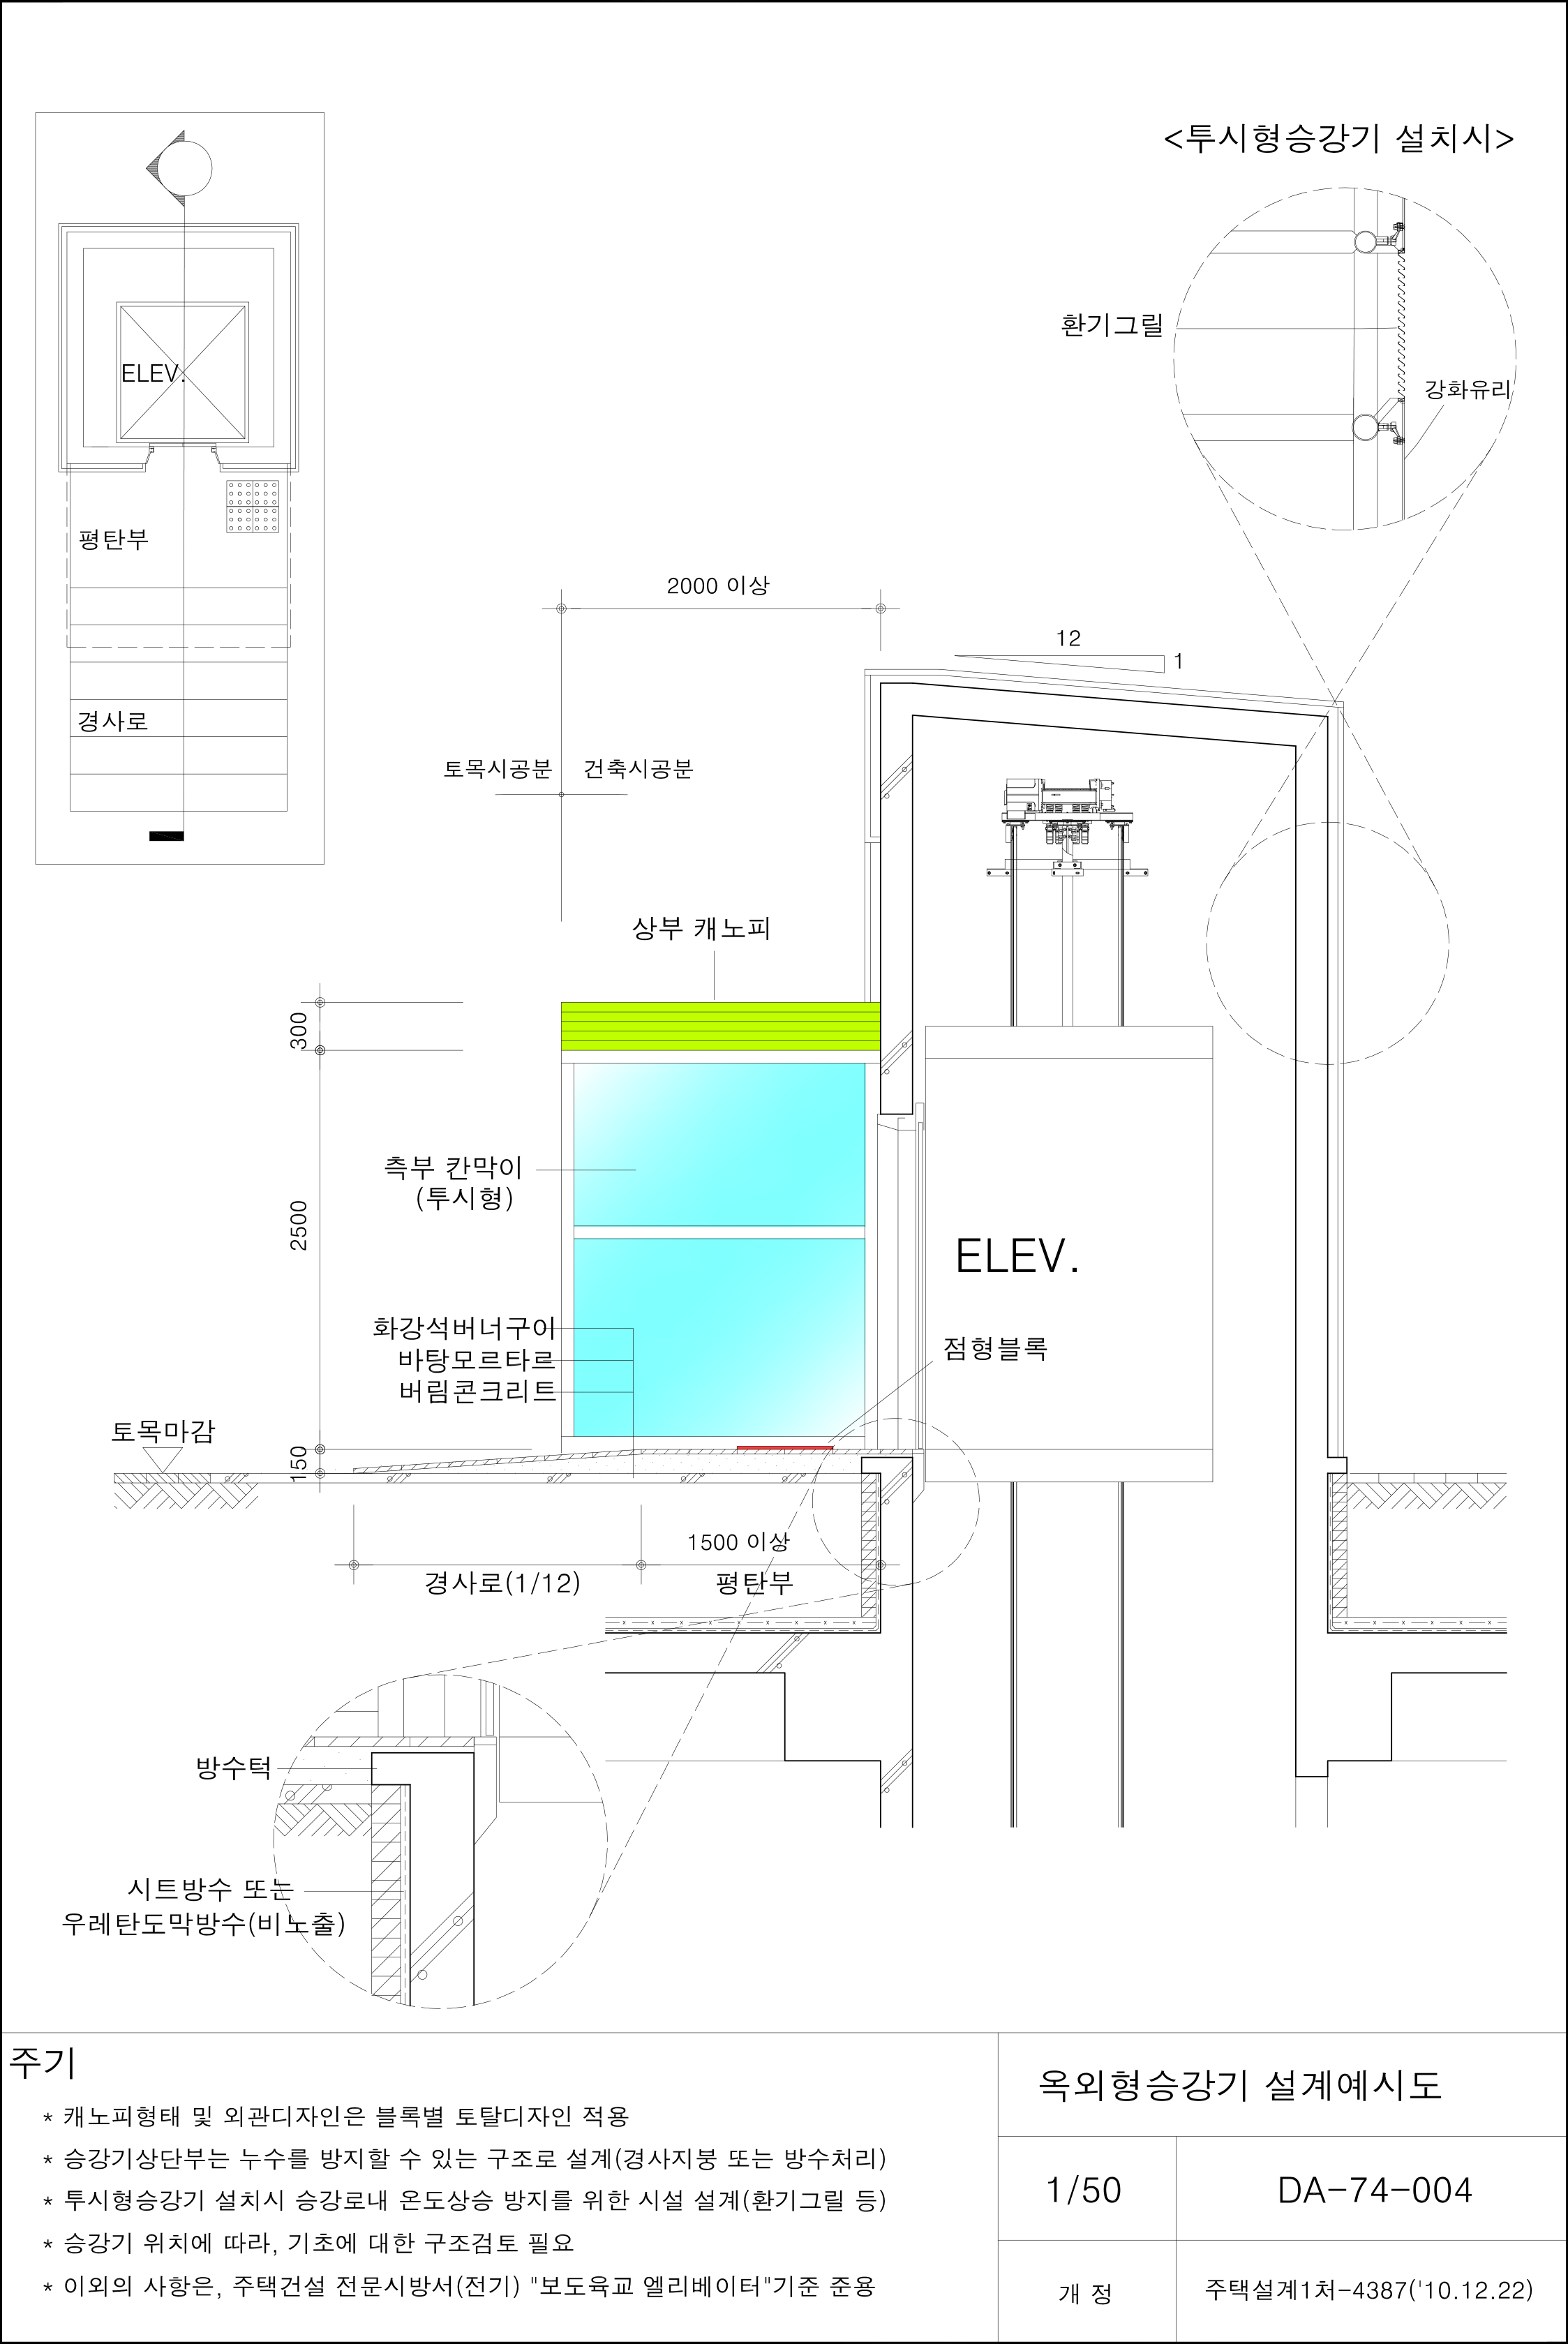 <투시형승강기 설치시>
환기그릴
강화유리
ELEV.
평탄부
경사로
2000 이상
12
1
토목시공분
건축시공분
상부 캐노피
300
2500
150
측부 칸막이
(투시형)
ELEV.
화강석버너구이
바탕모르타르
버림콘크리트
점형블록
토목마감
1500 이상
경사로(1/12)
평탄부
방수턱
시트방수 또는
우레탄도막방수(비노출)
주기
* 캐노피형태 및 외관디자인은 블록별 토탈디자인 적용
* 승강기상단부는 누수를 방지할 수 있는 구조로 설계(경사지붕 또는 방수처리)
* 투시형승강기 설치시 승강로내 온도상승 방지를 위한 시설 설계(환기그릴 등)
* 승강기 위치에 따라, 기초에 대한 구조검토 필요
* 이외의 사항은, 주택건설 전문시방서(전기) "보도육교 엘리베이터"기준 준용
옥외형승강기 설계예시도
1/50
DA-74-004
개 정
주택설계1처-4387('10.12.22)